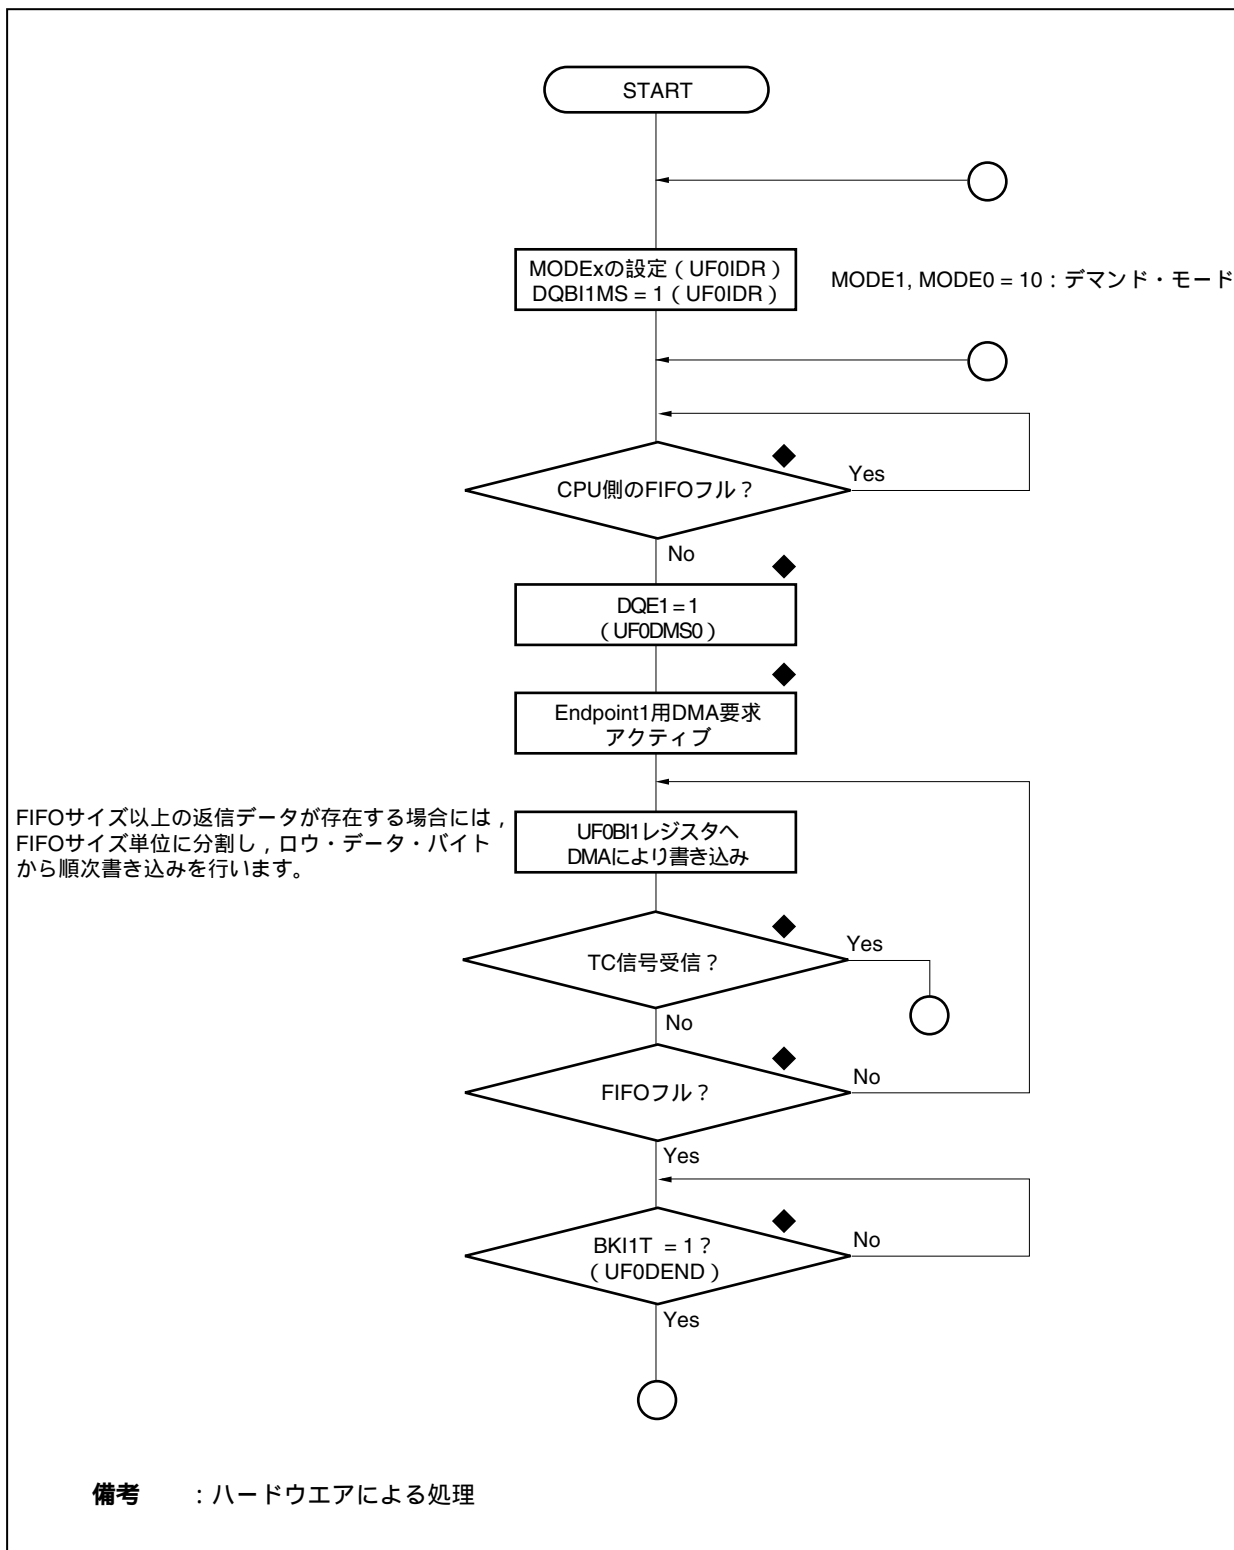 START
MODExの設定（UF0IDR）
DQBI1MS = 1（UF0IDR）
MODE1, MODE0 = 10：デマンド・モード
CPU側のFIFOフル？
Yes
No
DQE1 = 1
（UF0DMS0）
Endpoint1用DMA要求
アクティブ
FIFOサイズ以上の返信データが存在する場合には，
FIFOサイズ単位に分割し，ロウ・データ・バイト
から順次書き込みを行います。
UF0BI1レジスタへ
DMAにより書き込み
TC信号受信？
Yes
No
FIFOフル？
No
Yes
BKI1T = 1？
（UF0DEND）
No
Yes
備考　　：ハードウエアによる処理